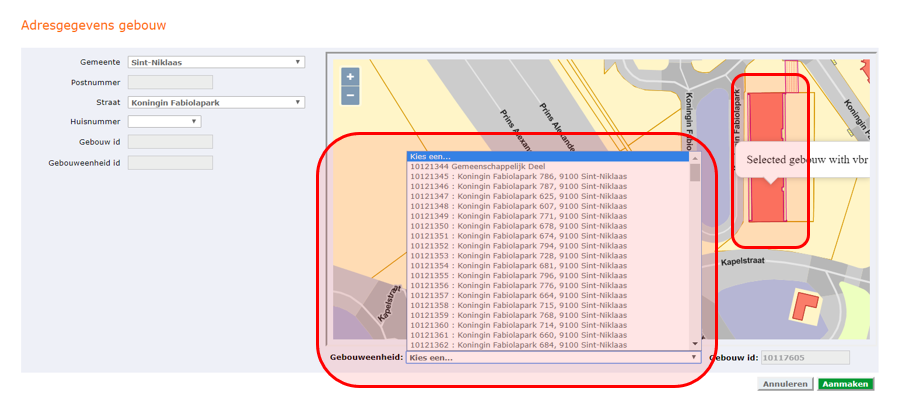 Adresgegevens gebouw
Gemeente Sint-Niklaas
Postnummer
Straat Koningin Fabiolapark
Huisnummer
Gebouw id
Gebouweenheid id
+
−
Prins Alexan
Prins Alexande
Koningin Fabiolapark
Koningin Fabiolapark
Koningin Fa
Selected gebouw with vbr
Kapelstraat
Kapelstraat
Kies een...
10121344 Gemeenschappelijk Deel
10121345 : Koningin Fabiolapark 786, 9100 Sint-Niklaas
10121346 : Koningin Fabiolapark 787, 9100 Sint-Niklaas
10121347 : Koningin Fabiolapark 625, 9100 Sint-Niklaas
10121348 : Koningin Fabiolapark 607, 9100 Sint-Niklaas
10121349 : Koningin Fabiolapark 771, 9100 Sint-Niklaas
10121350 : Koningin Fabiolapark 678, 9100 Sint-Niklaas
10121351 : Koningin Fabiolapark 674, 9100 Sint-Niklaas
10121352 : Koningin Fabiolapark 794, 9100 Sint-Niklaas
10121353 : Koningin Fabiolapark 728, 9100 Sint-Niklaas
10121354 : Koningin Fabiolapark 681, 9100 Sint-Niklaas
10121355 : Koningin Fabiolapark 796, 9100 Sint-Niklaas
10121356 : Koningin Fabiolapark 776, 9100 Sint-Niklaas
10121357 : Koningin Fabiolapark 664, 9100 Sint-Niklaas
10121358 : Koningin Fabiolapark 715, 9100 Sint-Niklaas
10121359 : Koningin Fabiolapark 768, 9100 Sint-Niklaas
10121360 : Koningin Fabiolapark 714, 9100 Sint-Niklaas
10121361 : Koningin Fabiolapark 660, 9100 Sint-Niklaas
10121362 : Koningin Fabiolapark 684, 9100 Sint-Niklaas
Gebouweenheid: Kies een... Gebouw id: 10117605
Annuleren Aanmaken